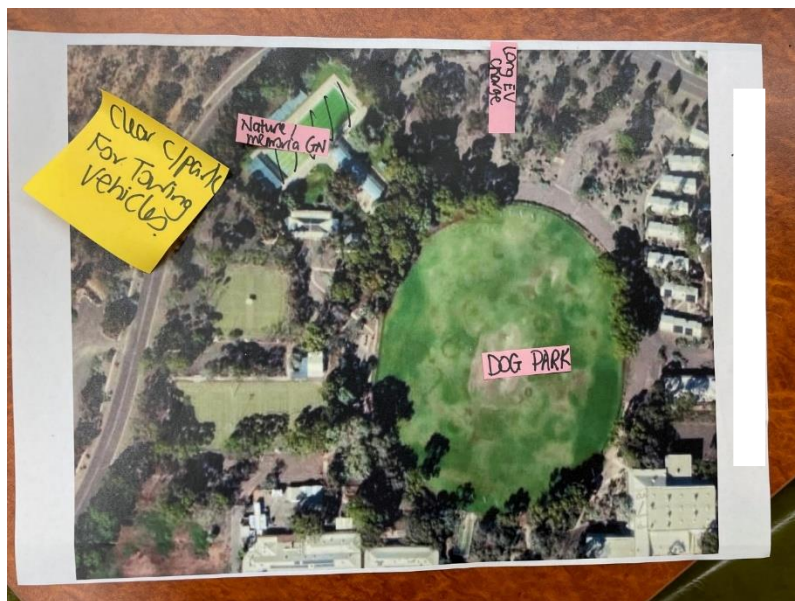 Clear c/park
For Towing
Vehicles.
Nature/
memoria GN
Long EV
Charge
DOG PARK